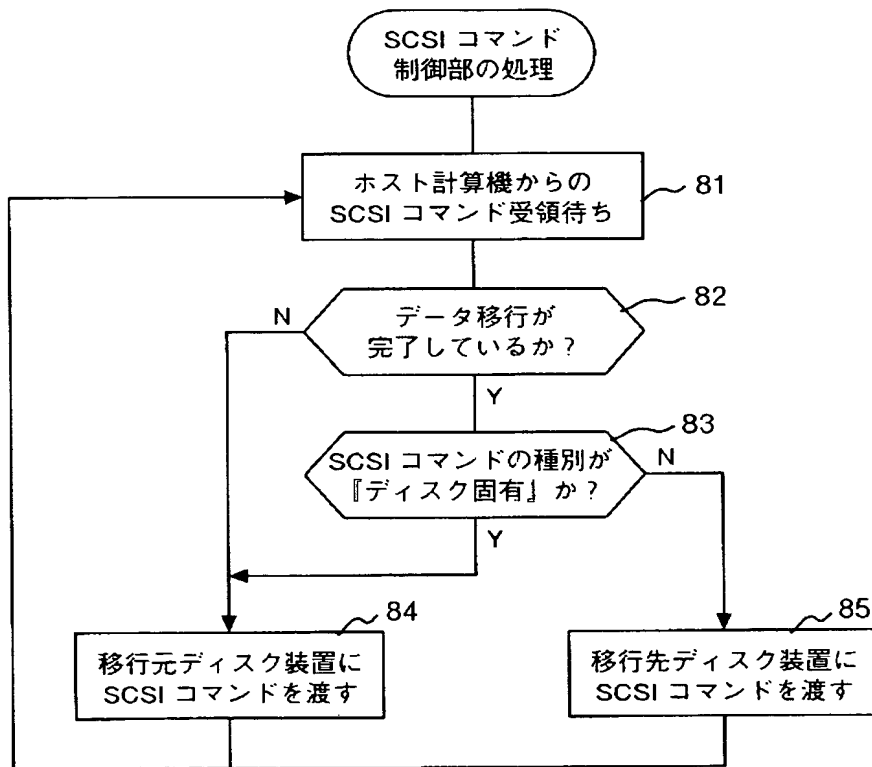 SCSI コマンド
制御部の処理
ホスト計算機からの
SCSI コマンド受領待ち
81
データ移行が
完了しているか?
82
N
Y
SCSI コマンドの種別が
『ディスク固有』か?
83
N
Y
移行元ディスク装置に
SCSI コマンドを渡す
84
移行先ディスク装置に
SCSI コマンドを渡す
85